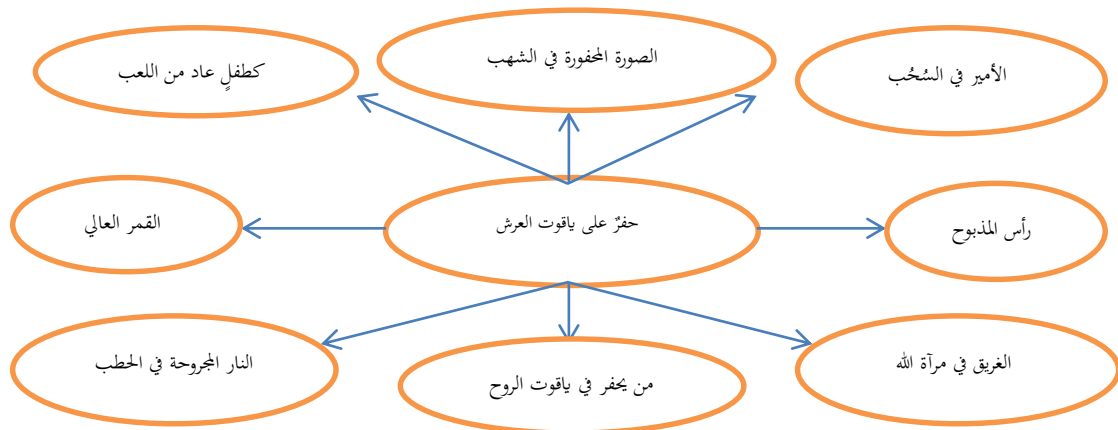 الأمير في السُحُب
الصورة المحفورة في الشهب
كطفلٍ عاد من اللعب
رأس المذبوح
حفرٌ على ياقوت العرش
القمر العالي
الغريق في مرآة الله
من يحفر في ياقوت الروح
النار المجروحة في الحطب